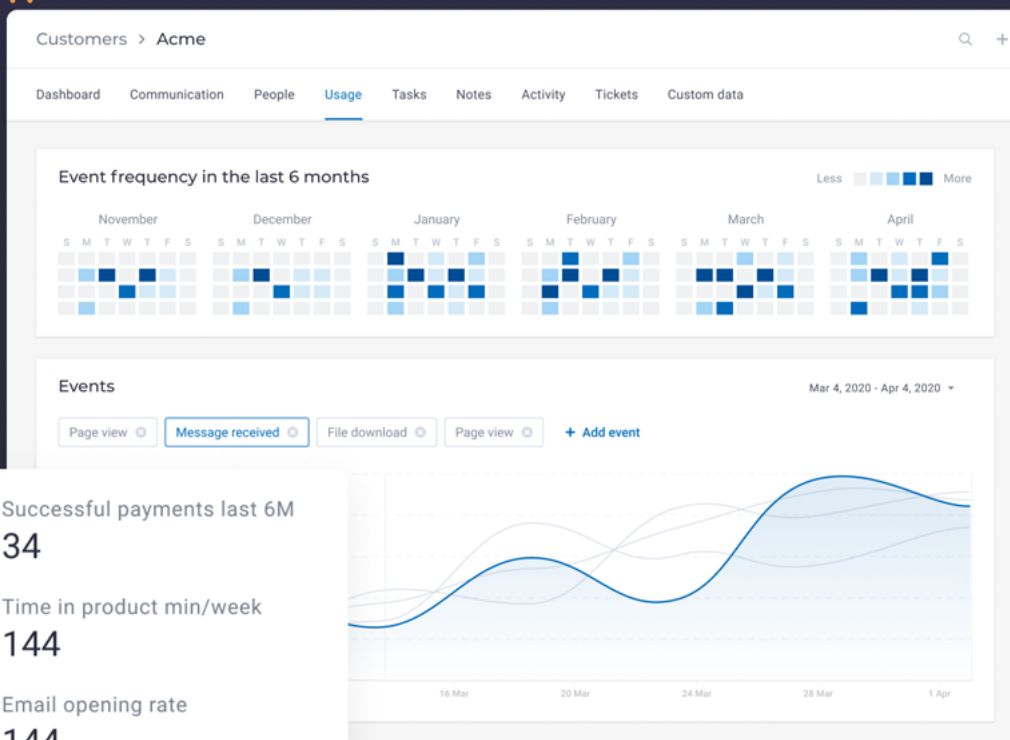 Customers > Acme
Dashboard Communication People Usage Tasks Notes Activity Tickets Custom data
Event frequency in the last 6 months
Less More
November December January February March April
S M T W T F S S M T W T F S S M T W T F S S M T W T F S S M T W T F S S M T W T F S
Events
Mar 4, 2020 - Apr 4, 2020
Page view Message received File download Page view + Add event
Successful payments last 6M
34
Time in product min/week
144
Email opening rate
144
16 Mar 20 Mar 24 Mar 28 Mar 1 Apr